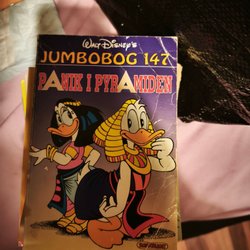 Walt Disney's
JUMBOBOG 147
PANIK I PYRAMIDEN